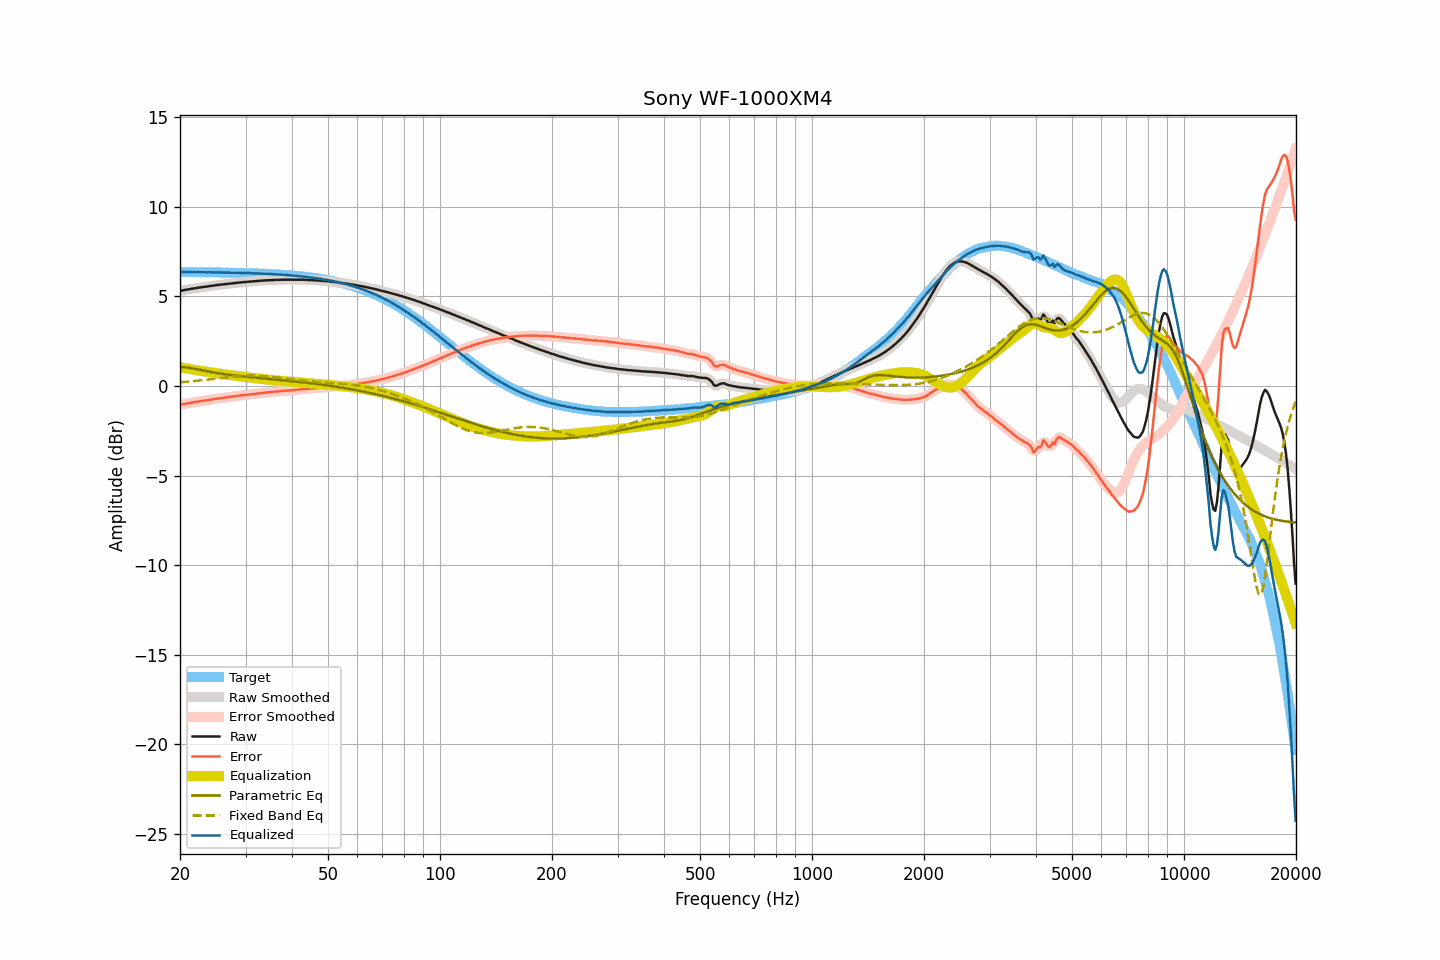 Sony WF-1000XM4
15
10
5
0
−5
−10
−15
−20
−25
Amplitude (dBr)
Target
Raw Smoothed
Error Smoothed
Raw
Error
Equalization
Parametric Eq
Fixed Band Eq
Equalized
20 50 100 200 500 1000 2000 5000 10000 20000
Frequency (Hz)